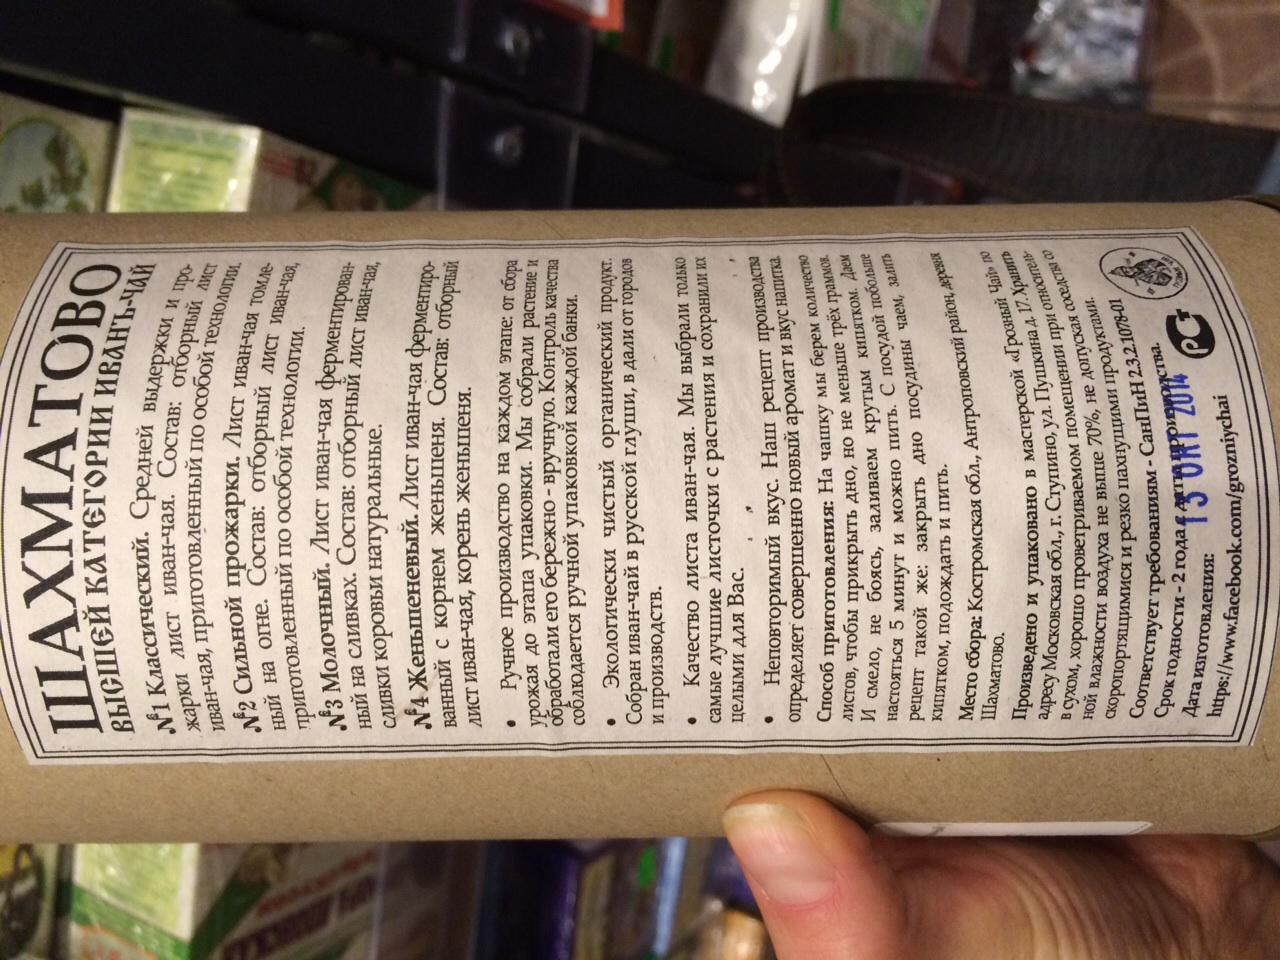 ШАХМАТОВО
ВЫСШЕЙ КАТЕГОРИИ ИВАНЪ-ЧАЙ
№1 Классический. Средней выдержки и про-
жарки лист иван-чая. Состав: отборный лист
иван-чая, приготовленный по особой технологии.
№2 Сильной прожарки. Лист иван-чая томле-
ный на огне. Состав: отборный лист иван-чая,
приготовленный по особой технологии.
№3 Молочный. Лист иван-чая ферментирован-
ный на сливках. Состав: отборный лист иван-чая,
сливки коровьи натуральные.
№4 Женьшеневый. Лист иван-чая ферментиро-
ванный с корнем женьшеня. Состав: отборный
лист иван-чая, корень женьшеня.
• Ручное производство на каждом этапе: от сбора
урожая до этапа упаковки. Мы собрали растение и
обработали его бережно - вручную. Контроль качества
соблюдается ручной упаковкой каждой банки.
• Экологически чистый органический продукт.
Собран иван-чай в русской глуши, в дали от городов
и производств.
• Качество листа иван-чая. Мы выбрали только
самые лучшие листочки с растения и сохранили их
целыми для Вас.
• Неповторимый вкус. Наш рецепт производства
определяет совершенно новый аромат и вкус напитка.
Способ приготовления: На чашку мы берем количество
листов, чтобы прикрыть дно, но не меньше трёх граммов.
И смело, не боясь, заливаем крутым кипятком. Даем
настояться 5 минут и можно пить. С посудой побольше
рецепт такой же: закрыть дно посудины чаем, залить
кипятком, подождать и пить.
Место сбора: Костромская обл., Антроповский район, деревня
Шахматово.
Произведено и упаковано в мастерской «Грозный Чай» по
адресу Московская обл., г. Ступино, ул. Пушкина д. 17. Хранить
в сухом, хорошо проветриваемом помещении при относитель-
ной влажности воздуха не выше 70%, не допуская соседства со
скоропортящимися и резко пахнущими продуктами.
Соответствует требованиям - СанПиН 2.3.2.1078-01
Срок годности - 2 года с даты производства.
Дата изготовления: 13 ОКТ 2014
https://www.facebook.com/grozniychai
РС